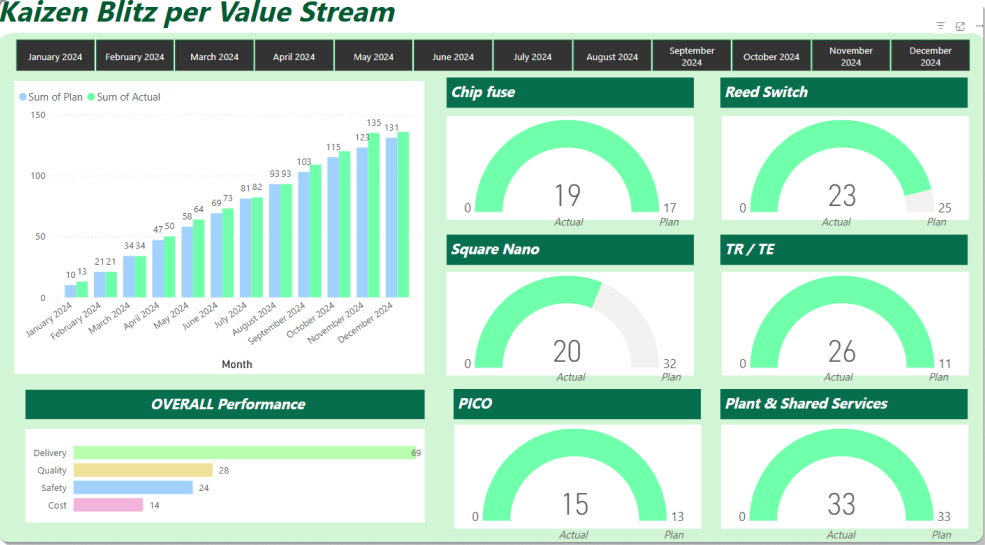 Kaizen Blitz per Value Stream
January 2024 February 2024 March 2024 April 2024 May 2024 June 2024 July 2024 August 2024 September 2024 October 2024 November 2024 December 2024
Sum of Plan Sum of Actual
150
100
50
0
10 13
21 21
34 34
47 50
58 64
69 73
81 82
93 93
103
115
123 135
131
January 2024
February 2024
March 2024
April 2024
May 2024
June 2024
July 2024
August 2024
September 2024
October 2024
November 2024
December 2024
Month
Chip fuse
0 19 17
Actual Plan
Reed Switch
0 23 25
Actual Plan
Square Nano
0 20 32
Actual Plan
TR / TE
0 26 11
Actual Plan
OVERALL Performance
Delivery 69
Quality 28
Safety 24
Cost 14
PICO
0 15 13
Actual Plan
Plant & Shared Services
0 33 33
Actual Plan